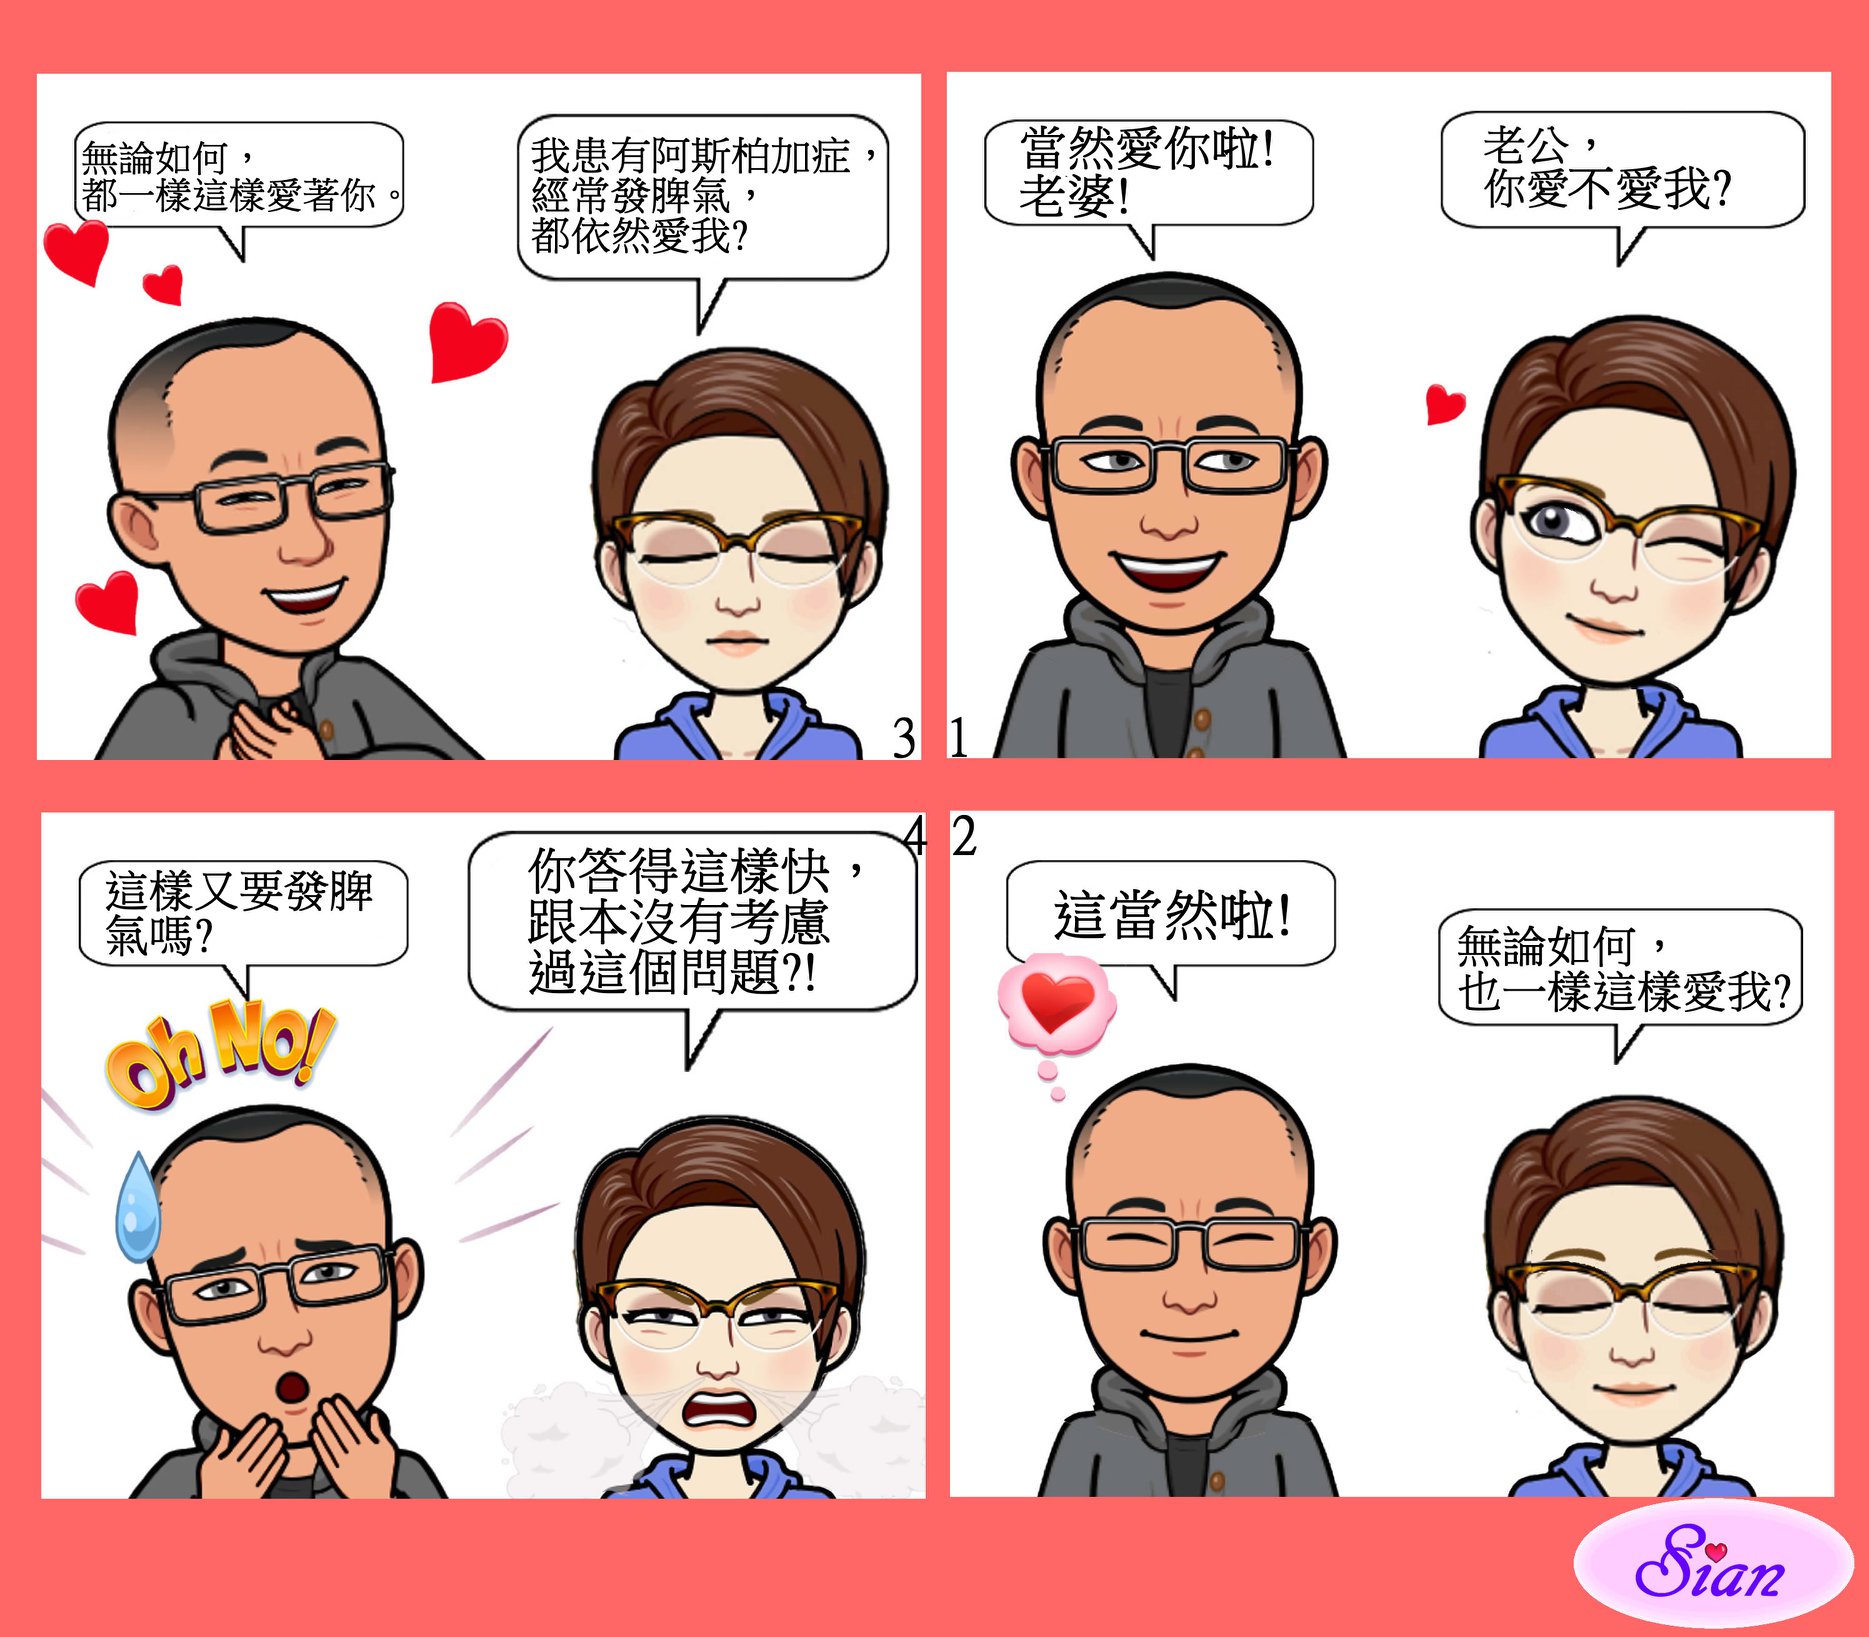 老公，
你愛不愛我?
當然愛你啦!
老婆!
1
2
無論如何，
也一樣這樣愛我?
這當然啦!
3
我患有阿斯柏加症，
經常發脾氣，
都依然愛我?
無論如何，
都一樣這樣愛著你。
4
你答得這樣快，
跟本沒有考慮
過這個問題?!
這樣又要發脾
氣嗎?
Oh No!
Sian